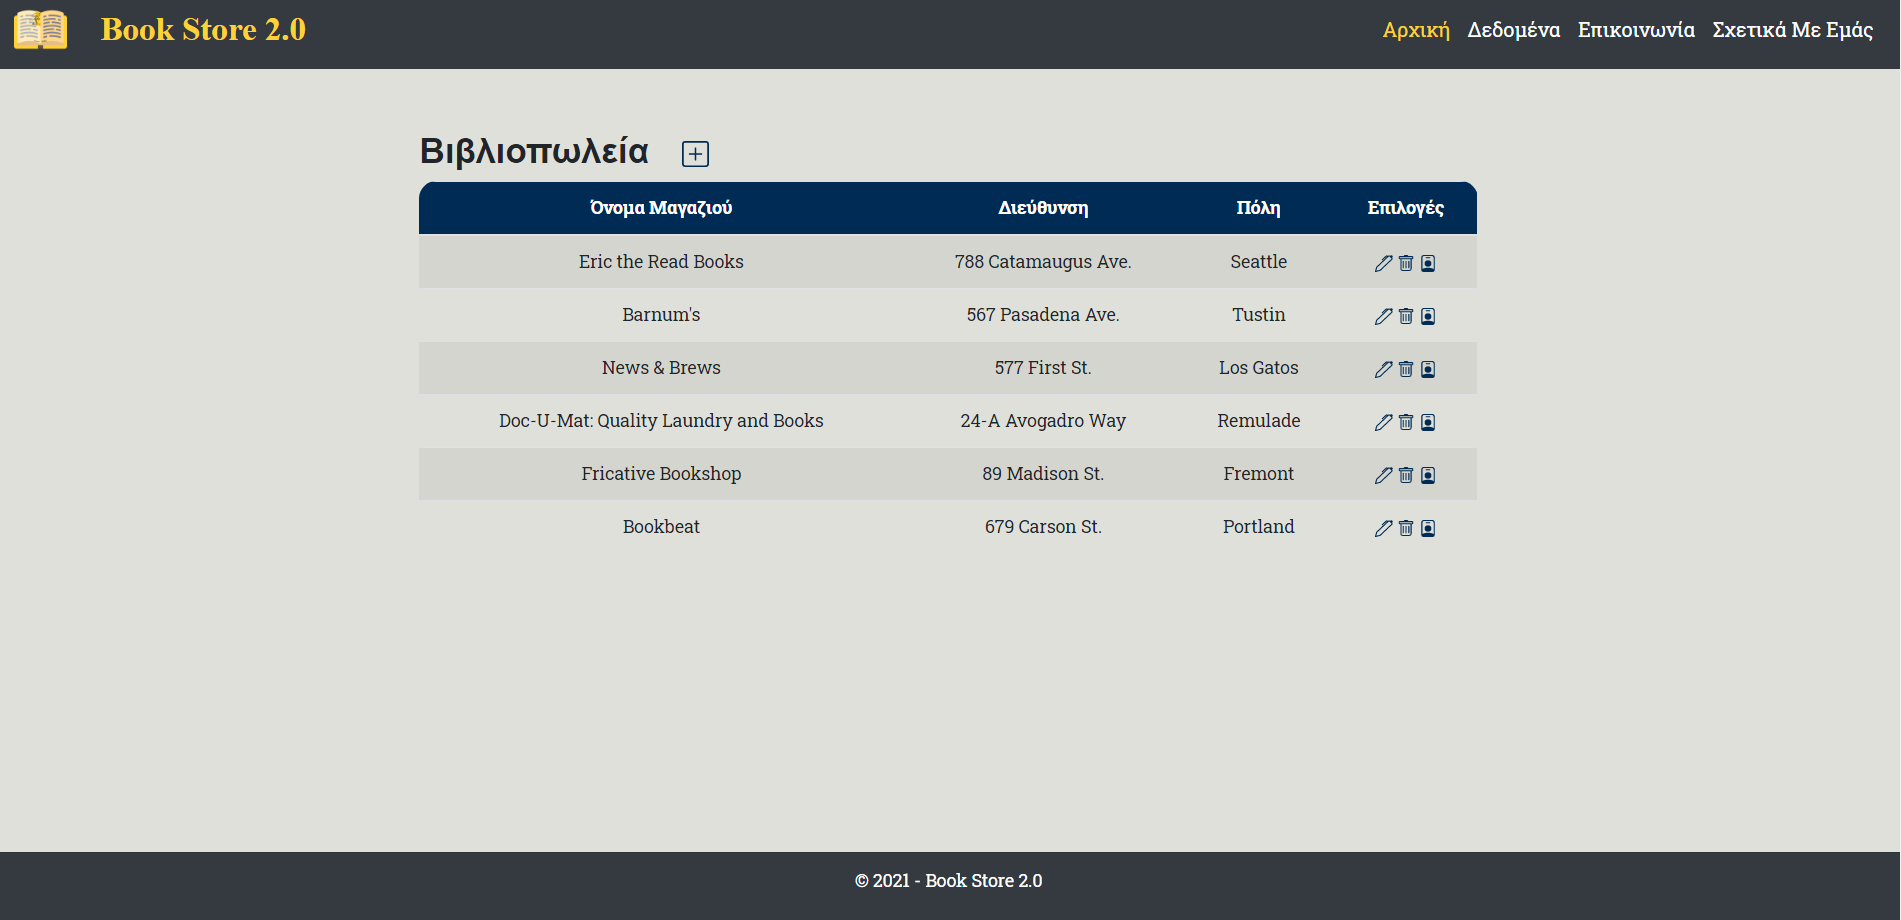 Book Store 2.0
Αρχική Δεδομένα Επικοινωνία Σχετικά Με Εμάς
Βιβλιοπωλεία
Όνομα Μαγαζιού Διεύθυνση Πόλη Επιλογές
Eric the Read Books 788 Catamaugus Ave. Seattle
Barnum's 567 Pasadena Ave. Tustin
News & Brews 577 First St. Los Gatos
Doc-U-Mat: Quality Laundry and Books 24-A Avogadro Way Remulade
Fricative Bookshop 89 Madison St. Fremont
Bookbeat 679 Carson St. Portland
© 2021 - Book Store 2.0